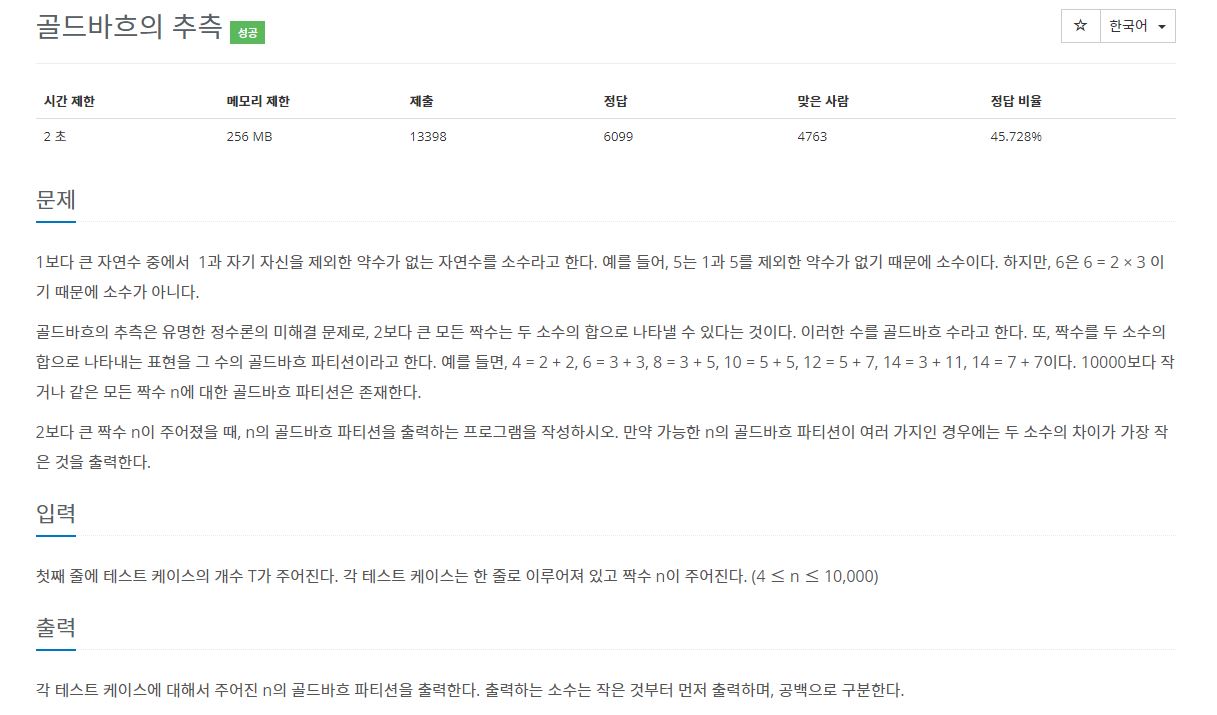 골드바흐의 추측 성공
☆ 한국어
시간 제한 메모리 제한 제출 정답 맞은 사람 정답 비율
2 초 256 MB 13398 6099 4763 45.728%
문제
1보다 큰 자연수 중에서  1과 자기 자신을 제외한 약수가 없는 자연수를 소수라고 한다. 예를 들어, 5는 1과 5를 제외한 약수가 없기 때문에 소수이다. 하지만, 6은 6 = 2 × 3 이
기 때문에 소수가 아니다.
골드바흐의 추측은 유명한 정수론의 미해결 문제로, 2보다 큰 모든 짝수는 두 소수의 합으로 나타낼 수 있다는 것이다. 이러한 수를 골드바흐 수라고 한다. 또, 짝수를 두 소수의
합으로 나타내는 표현을 그 수의 골드바흐 파티션이라고 한다. 예를 들면, 4 = 2 + 2, 6 = 3 + 3, 8 = 3 + 5, 10 = 5 + 5, 12 = 5 + 7, 14 = 3 + 11, 14 = 7 + 7이다. 10000보다 작
거나 같은 모든 짝수 n에 대한 골드바흐 파티션은 존재한다.
2보다 큰 짝수 n이 주어졌을 때, n의 골드바흐 파티션을 출력하는 프로그램을 작성하시오. 만약 가능한 n의 골드바흐 파티션이 여러 가지인 경우에는 두 소수의 차이가 가장 작
은 것을 출력한다.
입력
첫째 줄에 테스트 케이스의 개수 T가 주어진다. 각 테스트 케이스는 한 줄로 이루어져 있고 짝수 n이 주어진다. (4 ≤ n ≤ 10,000)
출력
각 테스트 케이스에 대해서 주어진 n의 골드바흐 파티션을 출력한다. 출력하는 소수는 작은 것부터 먼저 출력하며, 공백으로 구분한다.